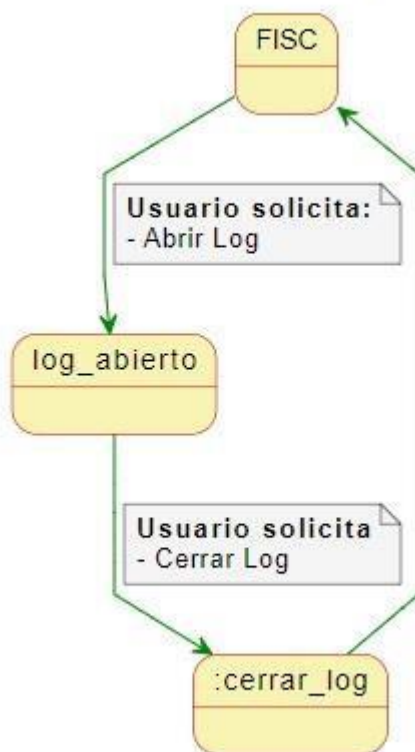 FISC
Usuario solicita:
- Abrir Log
log_abierto
Usuario solicita
- Cerrar Log
:cerrar_log